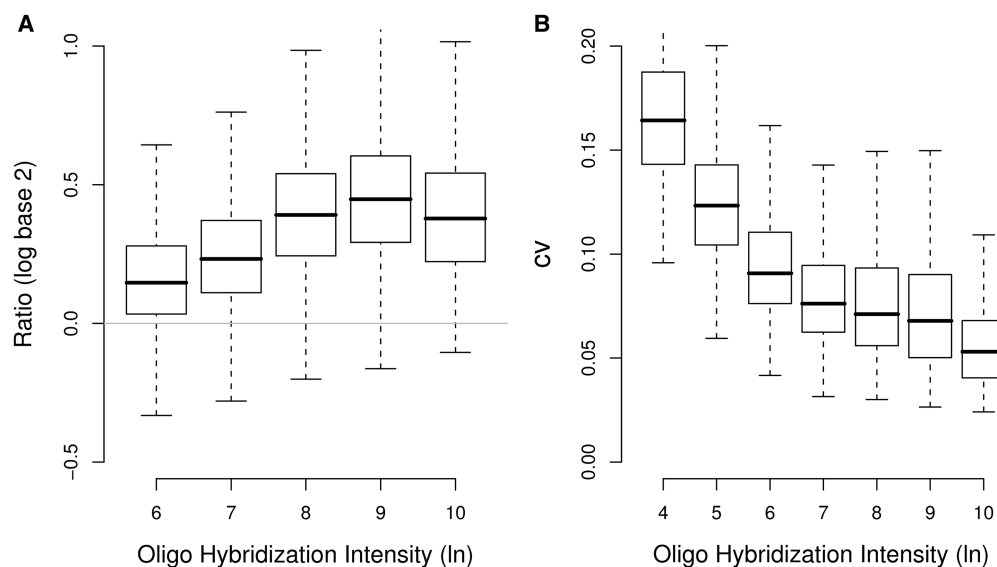 A
Ratio (log base 2)
1.0
0.5
0.0
−0.5
6 7 8 9 10
Oligo Hybridization Intensity (ln)
B
CV
0.20
0.15
0.10
0.05
0.00
4 5 6 7 8 9 10
Oligo Hybridization Intensity (ln)